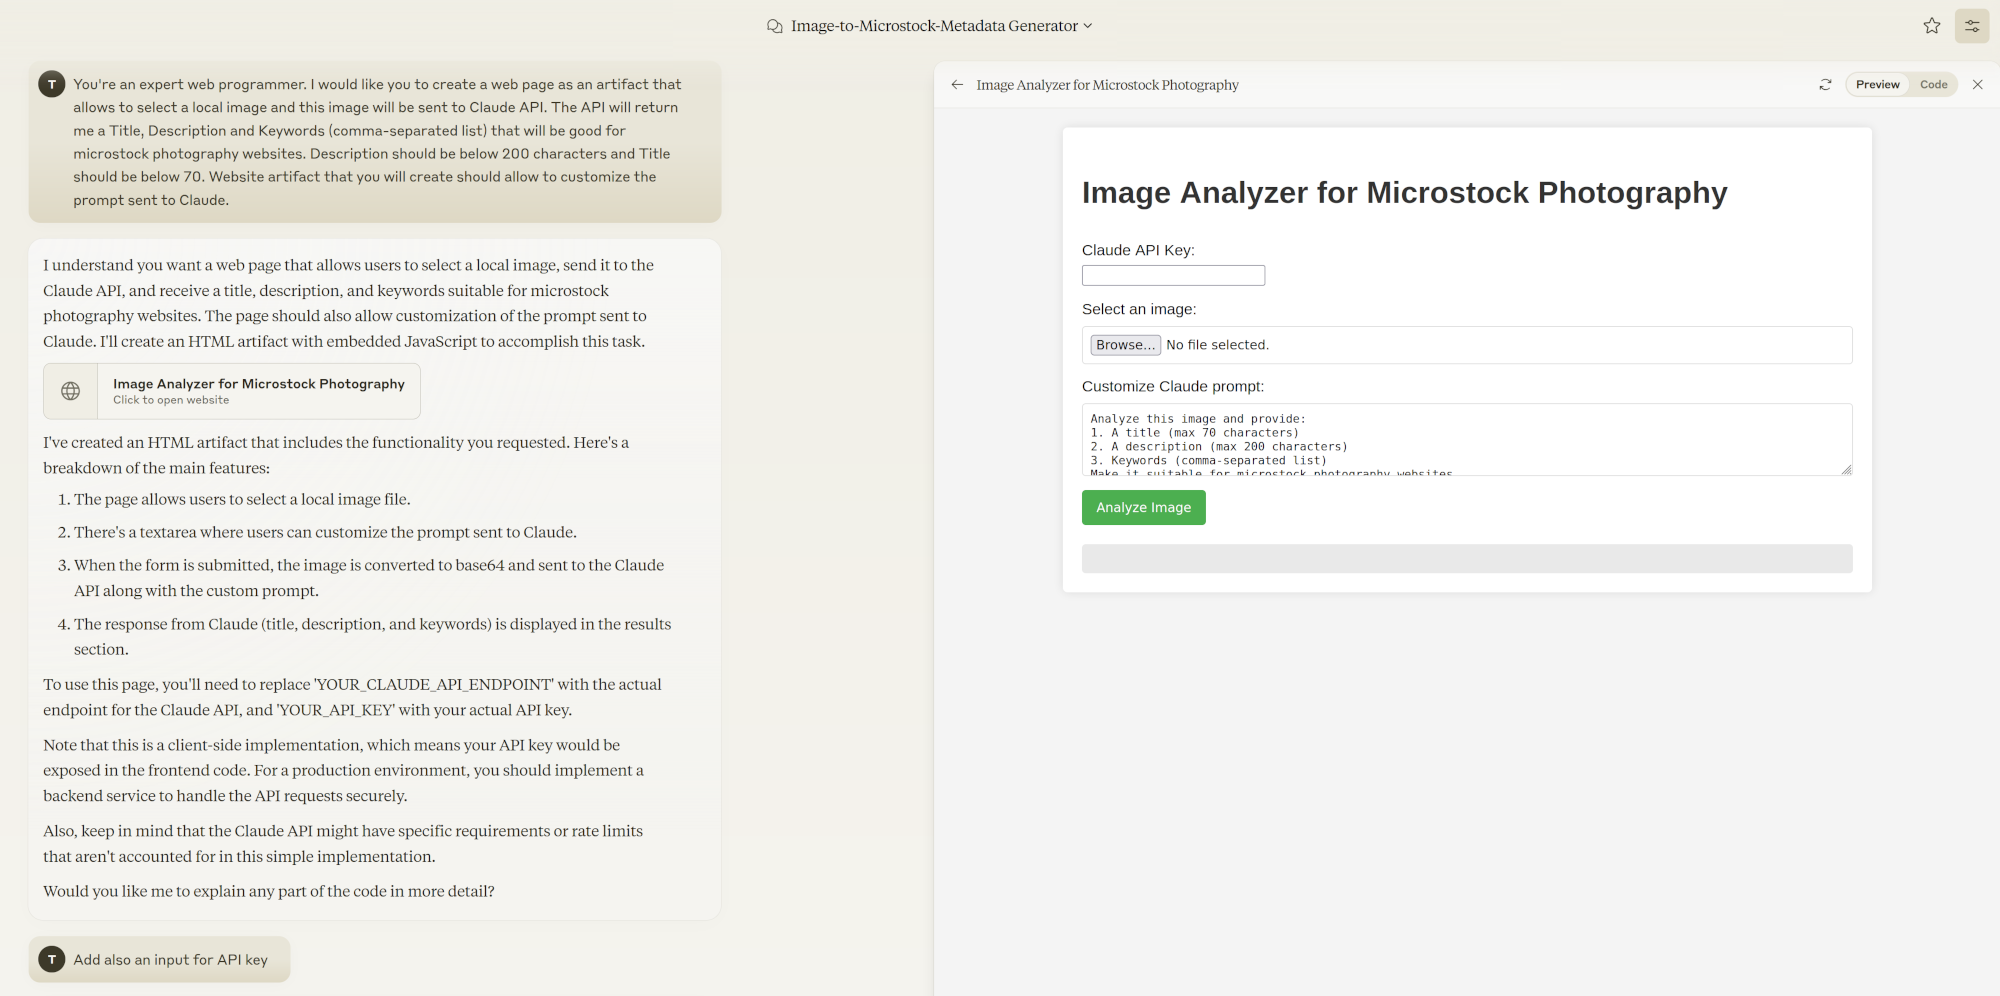 Image-to-Microstock-Metadata Generator
T
You're an expert web programmer. I would like you to create a web page as an artifact that
allows to select a local image and this image will be sent to Claude API. The API will return
me a Title, Description and Keywords (comma-separated list) that will be good for
microstock photography websites. Description should be below 200 characters and Title
should be below 70. Website artifact that you will create should allow to customize the
prompt sent to Claude.
I understand you want a web page that allows users to select a local image, send it to the
Claude API, and receive a title, description, and keywords suitable for microstock
photography websites. The page should also allow customization of the prompt sent to
Claude. I'll create an HTML artifact with embedded JavaScript to accomplish this task.
Image Analyzer for Microstock Photography
Click to open website
I've created an HTML artifact that includes the functionality you requested. Here's a
breakdown of the main features:
1. The page allows users to select a local image file.
2. There's a textarea where users can customize the prompt sent to Claude.
3. When the form is submitted, the image is converted to base64 and sent to the Claude
API along with the custom prompt.
4. The response from Claude (title, description, and keywords) is displayed in the results
section.
To use this page, you'll need to replace 'YOUR_CLAUDE_API_ENDPOINT' with the actual
endpoint for the Claude API, and 'YOUR_API_KEY' with your actual API key.
Note that this is a client-side implementation, which means your API key would be
exposed in the frontend code. For a production environment, you should implement a
backend service to handle the API requests securely.
Also, keep in mind that the Claude API might have specific requirements or rate limits
that aren't accounted for in this simple implementation.
Would you like me to explain any part of the code in more detail?
T
Add also an input for API key
Image Analyzer for Microstock Photography
Preview
Code
Image Analyzer for Microstock Photography
Claude API Key:
Select an image:
Browse... No file selected.
Customize Claude prompt:
Analyze this image and provide:
1. A title (max 70 characters)
2. A description (max 200 characters)
3. Keywords (comma-separated list)
Make it suitable for microstock photography websites
Analyze Image